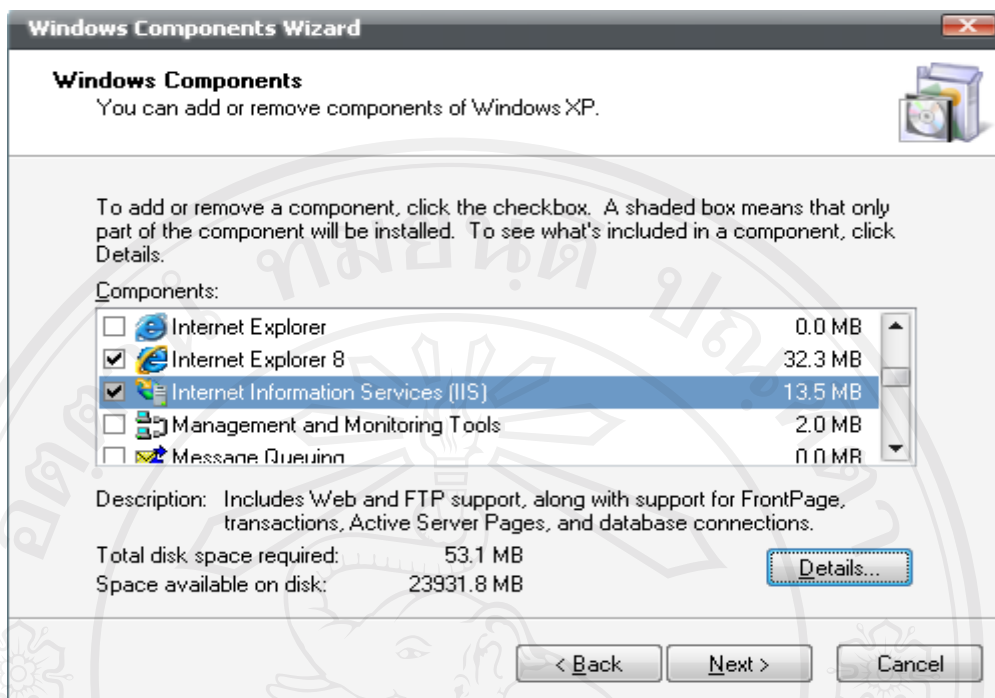 Windows Components Wizard
Windows Components
You can add or remove components of Windows XP.
To add or remove a component, click the checkbox. A shaded box means that only
part of the component will be installed. To see what's included in a component, click
Details.
Components:
Internet Explorer 0.0 MB
Internet Explorer 8 32.3 MB
Internet Information Services (IIS) 13.5 MB
Management and Monitoring Tools 2.0 MB
Message Queuing 0.0 MB
Description: Includes Web and FTP support, along with support for FrontPage,
transactions, Active Server Pages, and database connections.
Total disk space required: 53.1 MB
Space available on disk: 23931.8 MB
Details...
< Back
Next >
Cancel